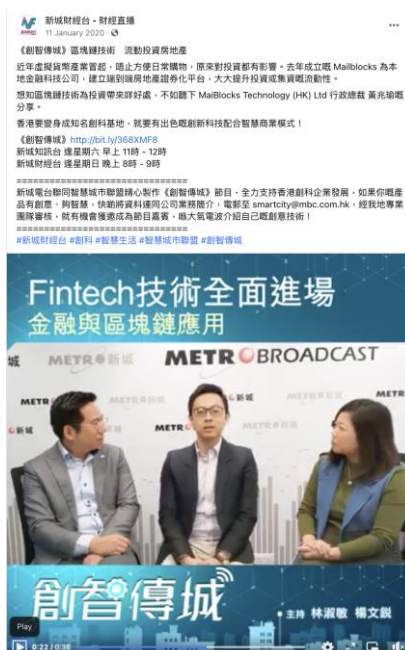 新城財經台 - 財經直播
11 January 2020 ·
《創智傳城》區塊鏈技術　流動投資房地產
近年虛擬貨幣產業冒起，唔止方便日常購物，原來對投資都有影響。去年成立嘅 Mailblocks 為本
地金融科技公司，建立端到端房地產證券化平台，大大提升投資或集資嘅流動性。
想知區塊鏈技術為投資帶來咩好處，不如聽下 MaiBlocks Technology (HK) Ltd 行政總裁 黃兆瑜嘅
分享。
香港要變身成知名創科基地，就要有出色嘅創新科技配合智慧商業模式！
《創智傳城》http://bit.ly/368XMF8
新城知訊台 逢星期六 早上 11時 - 12時
新城財經台 逢星期日 晚上 8時 - 9時
==============================
新城電台聯同智慧城市聯盟精心製作《創智傳城》節目，全力支持香港創科企業發展，如果你嘅產
品有創意、夠智慧，快啲將資料連同公司業務簡介，電郵至 smartcity@mbc.com.hk，經我哋專業
團隊審核，就有機會獲邀成為節目嘉賓，喺大氣電波介紹自己嘅創意技術！
==============================
#新城財經台 #創科 #智慧生活 #智慧城市聯盟 #創智傳城
Fintech技術全面進場
金融與區塊鏈應用
城 METRO新城 METRO BROADCAST
創智傳城
主持 林淑敏 楊文銳
Play
0:22 / 0:38